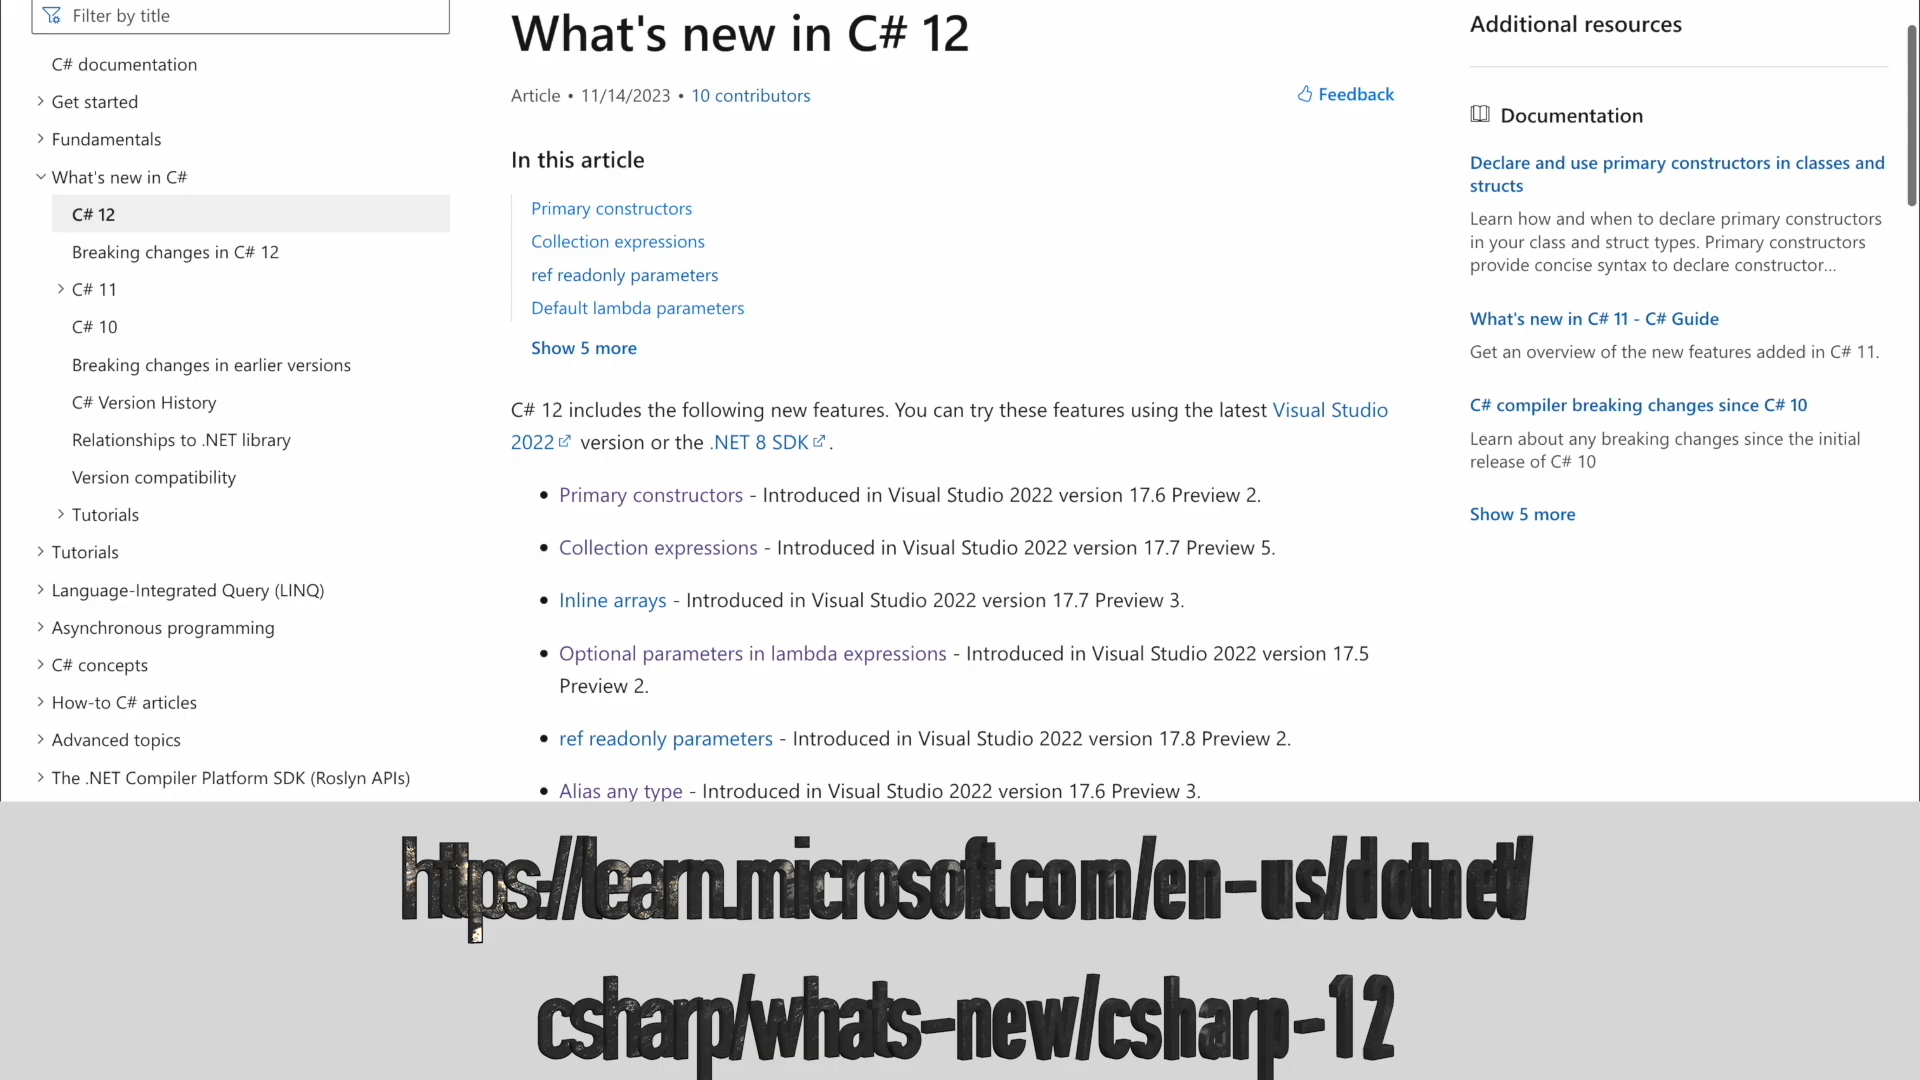 Filter by title
C# documentation
Get started
Fundamentals
What's new in C#
C# 12
Breaking changes in C# 12
C# 11
C# 10
Breaking changes in earlier versions
C# Version History
Relationships to .NET library
Version compatibility
Tutorials
Tutorials
Language-Integrated Query (LINQ)
Asynchronous programming
C# concepts
How-to C# articles
Advanced topics
The .NET Compiler Platform SDK (Roslyn APIs)
What's new in C# 12
Article • 11/14/2023 • 10 contributors
Feedback
In this article
Primary constructors
Collection expressions
ref readonly parameters
Default lambda parameters
Show 5 more
C# 12 includes the following new features. You can try these features using the latest Visual Studio
2022 version or the .NET 8 SDK.
• Primary constructors - Introduced in Visual Studio 2022 version 17.6 Preview 2.
• Collection expressions - Introduced in Visual Studio 2022 version 17.7 Preview 5.
• Inline arrays - Introduced in Visual Studio 2022 version 17.7 Preview 3.
• Optional parameters in lambda expressions - Introduced in Visual Studio 2022 version 17.5
Preview 2.
• ref readonly parameters - Introduced in Visual Studio 2022 version 17.8 Preview 2.
• Alias any type - Introduced in Visual Studio 2022 version 17.6 Preview 3.
Additional resources
Documentation
Declare and use primary constructors in classes and
structs
Learn how and when to declare primary constructors
in your class and struct types. Primary constructors
provide concise syntax to declare constructor...
What's new in C# 11 - C# Guide
Get an overview of the new features added in C# 11.
C# compiler breaking changes since C# 10
Learn about any breaking changes since the initial
release of C# 10
Show 5 more
https://learn.microsoft.com/en-us/dotnet/
csharp/whats-new/csharp-12